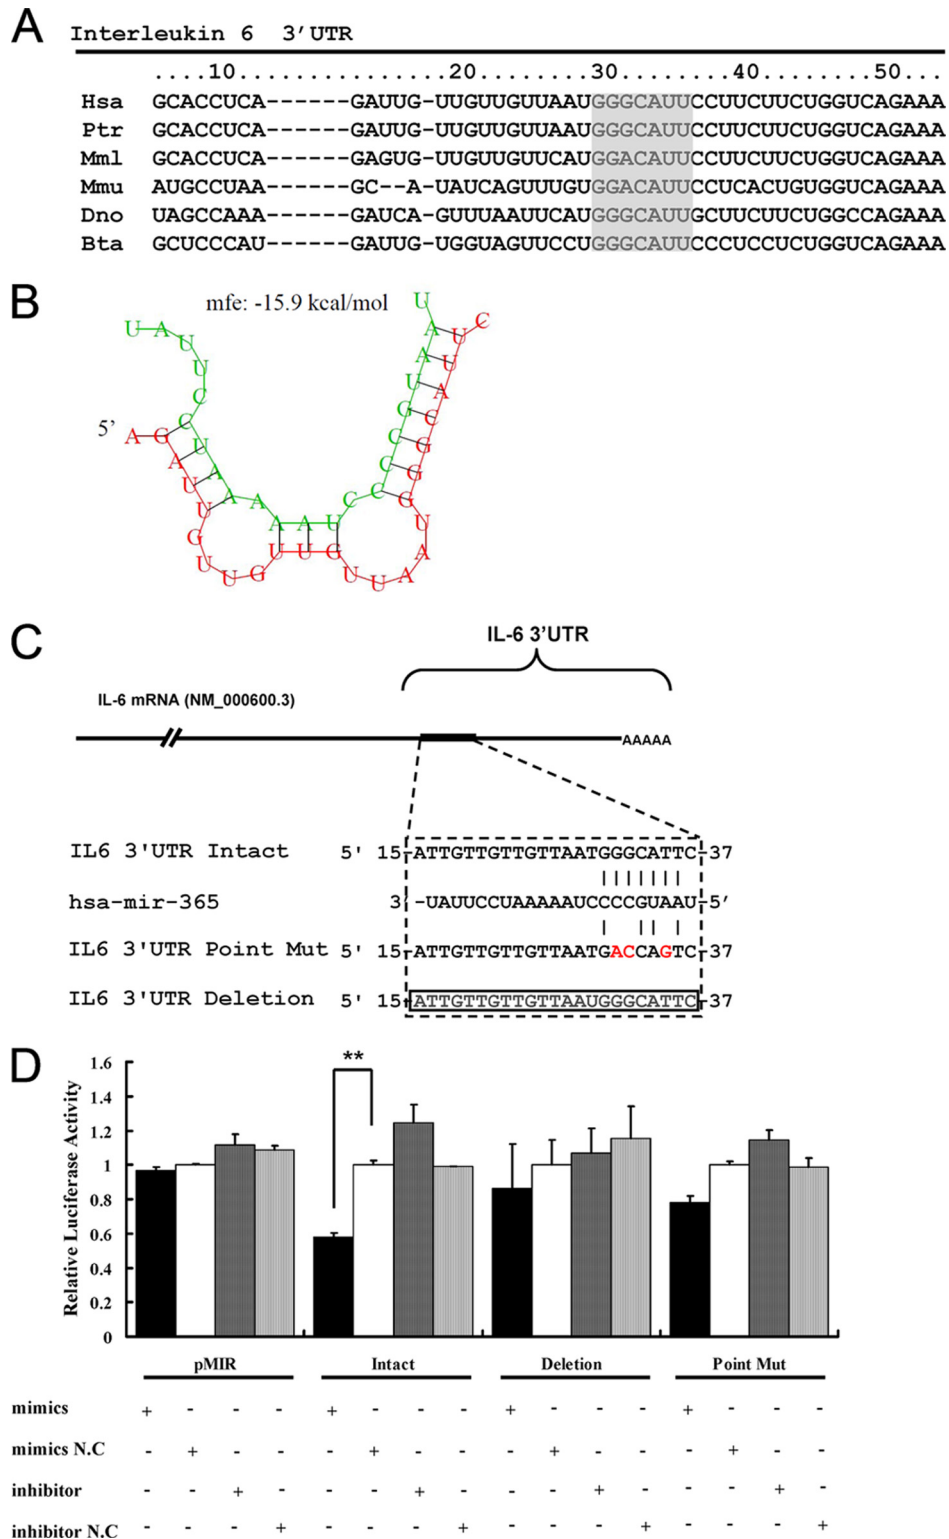 A
Interleukin 6 3'UTR
....10...............20.........30.........40.........50...
Hsa GCACCUCA------GAUUG-UUGUUGUUAAUGGGCAUUCCUUCUUCUGGUCAGAAA
Ptr GCACCUCA------GAUUG-UUGUUGUUAAUGGGCAUUCCUUCUUCUGGUCAGAAA
Mml GCACCUCA------GAGUG-UUGUUGUUCAUGGACAUUCCUUCUUCUGGUCAGAAA
Mmu AUGCCUAA------GC--A-UAUCAGUUUGUGGACAUUCCUCACUGUGGUCAGAAA
Dno UAGCCAAA------GAUCA-GUUUAAUUCAUGGGCAUUGCUUCUUCUGGCCAGAAA
Bta GCUCCCAU------GAUUG-UGGUAGUUCCUGGGCAUUCCCUCCUCUGGUCAGAAA
B
mfe: -15.9 kcal/mol
UAUUCCUAAAAAUCCCCGUAAU
5'
AGAUUGUUGUUGUUAAUGGGCAUUC
C
IL-6 3'UTR
IL-6 mRNA (NM_000600.3)
AAAAA
IL6 3'UTR Intact 5' 15-ATTGTTGTTGTTAATGGGCATTC-37
hsa-mir-365 3 -UAUUCCUAAAAAUCCCCGUAAU-5'
IL6 3'UTR Point Mut 5' 15-ATTGTTGTTGTTAATGACCAGTC-37
IL6 3'UTR Deletion 5' 15-ATTGTTGTTGTTAAUGGGCATTC-37
D
Relative Luciferase Activity
1.6
1.4
1.2
1
0.8
0.6
0.4
0.2
0
**
pMIR Intact Deletion Point Mut
mimics + - - - + - - - + - - - + - - -
mimics N.C - + - - - + - - - + - - - + - -
inhibitor - - + - - - + - - - + - - - + -
inhibitor N.C - - - + - - - + - - - + - - - +